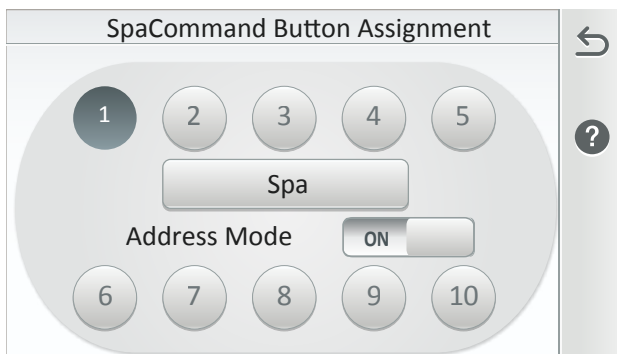 SpaCommand Button Assignment
1 2 3 4 5
Spa
Address Mode ON
6 7 8 9 10
?